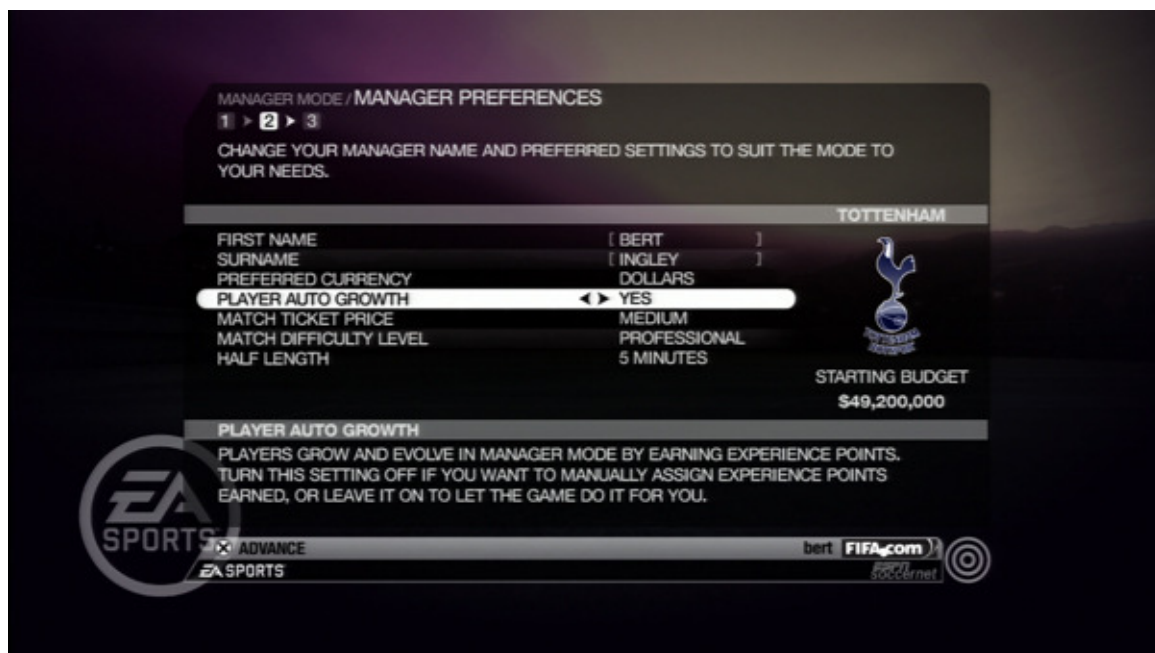 MANAGER MODE / MANAGER PREFERENCES
1 > 2 > 3
CHANGE YOUR MANAGER NAME AND PREFERRED SETTINGS TO SUIT THE MODE TO
YOUR NEEDS.
TOTTENHAM
FIRST NAME [ BERT ]
SURNAME [ INGLEY ]
PREFERRED CURRENCY DOLLARS
PLAYER AUTO GROWTH ◄► YES
MATCH TICKET PRICE MEDIUM
MATCH DIFFICULTY LEVEL PROFESSIONAL
HALF LENGTH 5 MINUTES
TOTTENHAM
HOTSPUR
STARTING BUDGET
$49,200,000
PLAYER AUTO GROWTH
PLAYERS GROW AND EVOLVE IN MANAGER MODE BY EARNING EXPERIENCE POINTS.
TURN THIS SETTING OFF IF YOU WANT TO MANUALLY ASSIGN EXPERIENCE POINTS
EARNED, OR LEAVE IT ON TO LET THE GAME DO IT FOR YOU.
EA
SPORTS
ADVANCE
bert FIFA.com
EA SPORTS
ESPN
soccernet